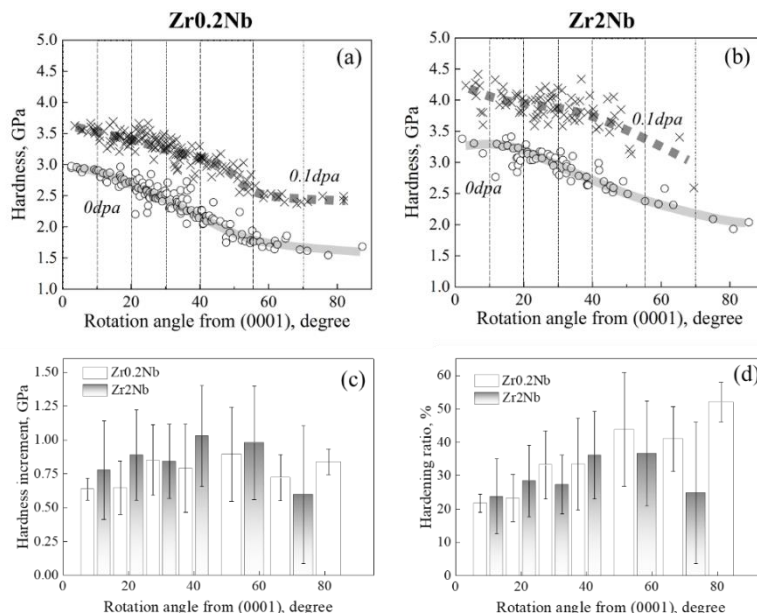 Zr0.2Nb
Zr2Nb
(a)
5.0
4.5
4.0
3.5
3.0
2.5
2.0
1.5
1.0
Hardness, GPa
0.1dpa
0dpa
0 20 40 60 80
Rotation angle from (0001), degree
(b)
5.0
4.5
4.0
3.5
3.0
2.5
2.0
1.5
1.0
Hardness, GPa
0.1dpa
0dpa
0 20 40 60 80
Rotation angle from (0001), degree
(c)
Zr0.2Nb
Zr2Nb
1.50
1.25
1.00
0.75
0.50
0.25
0.00
Hardness increment, GPa
0 20 40 60 80
Rotation angle from (0001), degree
(d)
Zr0.2Nb
Zr2Nb
60
50
40
30
20
10
0
Hardening ratio, %
0 20 40 60 80
Rotation angle from (0001), degree